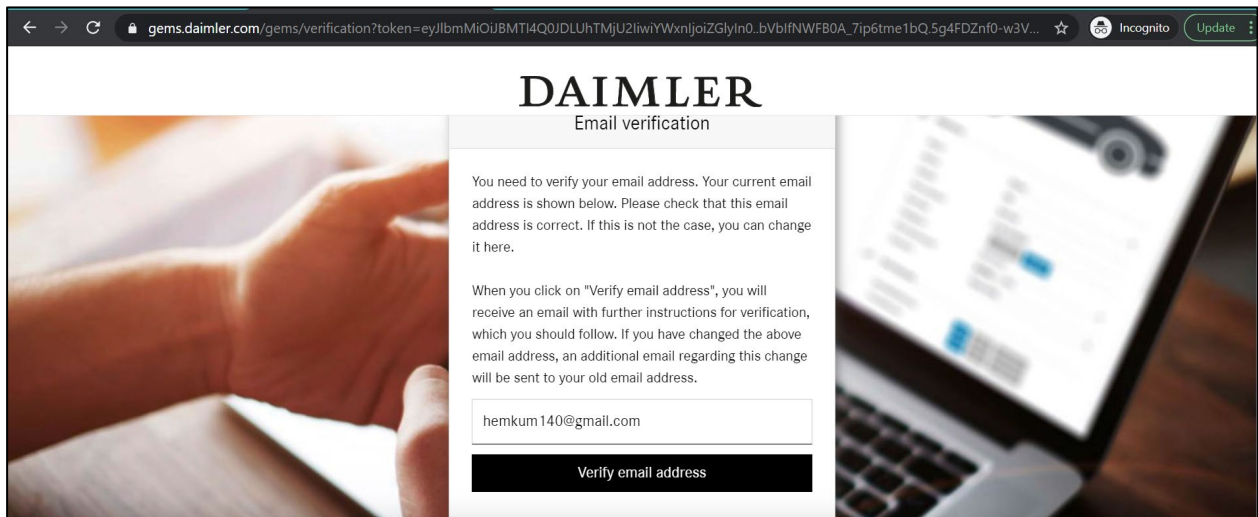 gems.daimler.com/gems/verification?token=eyJlbmMiOiJBMTI4Q0JDLUhTMjU2IiwiYWxnIjoiZGlyIn0..bVbIfNWFB0A_7ip6tme1bQ.5g4FDZnf0-w3V... Incognito Update
DAIMLER
Email verification
You need to verify your email address. Your current email
address is shown below. Please check that this email
address is correct. If this is not the case, you can change
it here.
When you click on "Verify email address", you will
receive an email with further instructions for verification,
which you should follow. If you have changed the above
email address, an additional email regarding this change
will be sent to your old email address.
hemkum140@gmail.com
Verify email address